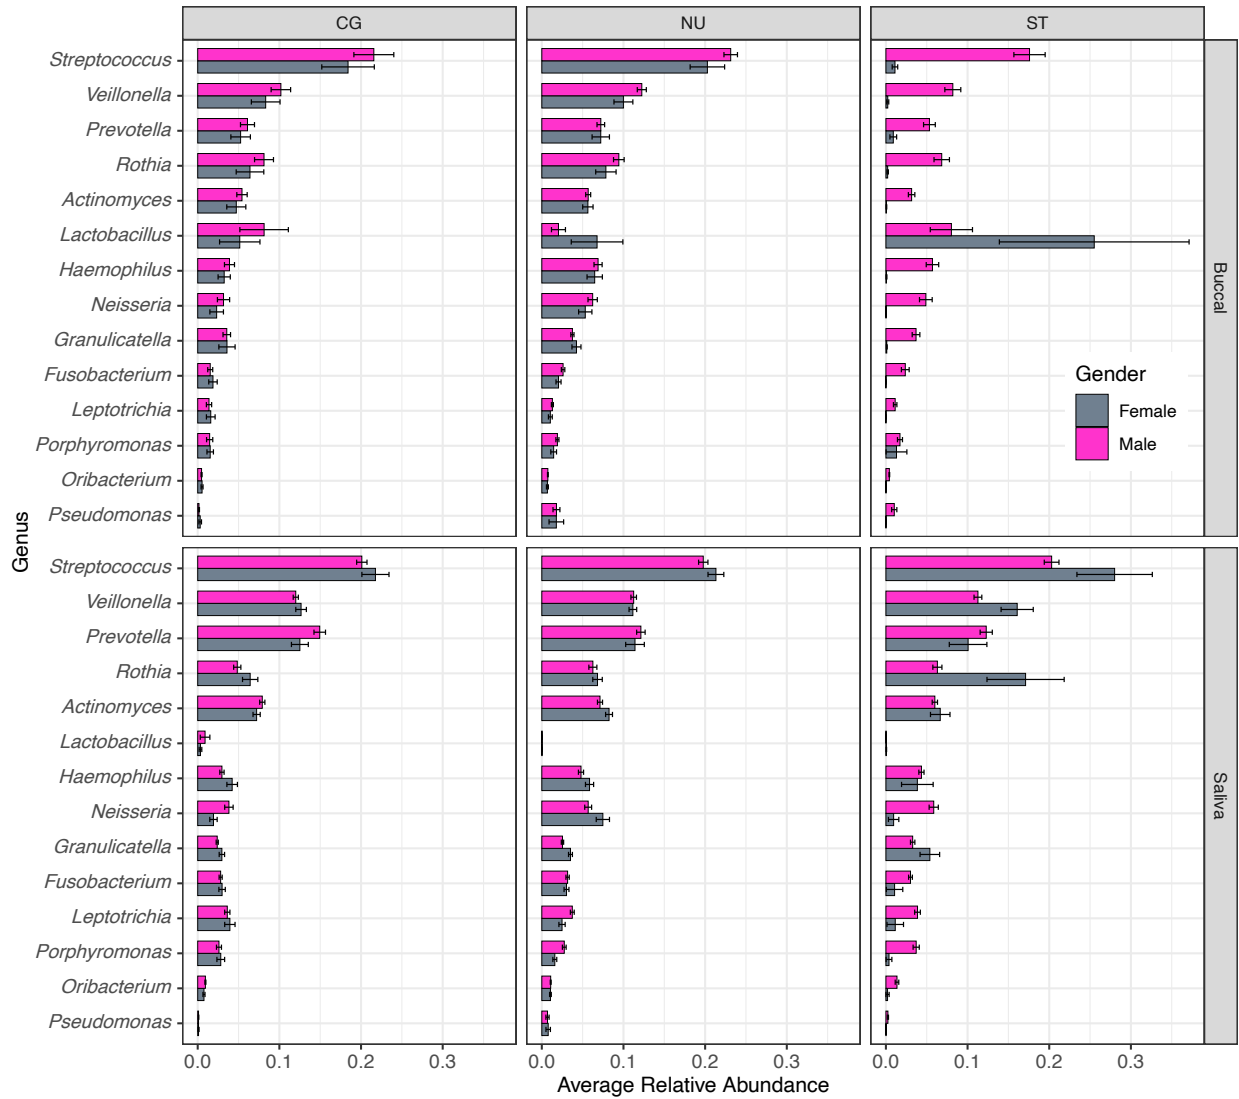 CG
NU
ST
Streptococcus
Veillonella
Prevotella
Rothia
Actinomyces
Lactobacillus
Haemophilus
Neisseria
Granulicatella
Fusobacterium
Leptotrichia
Porphyromonas
Oribacterium
Pseudomonas
Buccal
Gender
Female
Male
Genus
Streptococcus
Veillonella
Prevotella
Rothia
Actinomyces
Lactobacillus
Haemophilus
Neisseria
Granulicatella
Fusobacterium
Leptotrichia
Porphyromonas
Oribacterium
Pseudomonas
Saliva
0.0 0.1 0.2 0.3
0.0 0.1 0.2 0.3
0.0 0.1 0.2 0.3
Average Relative Abundance